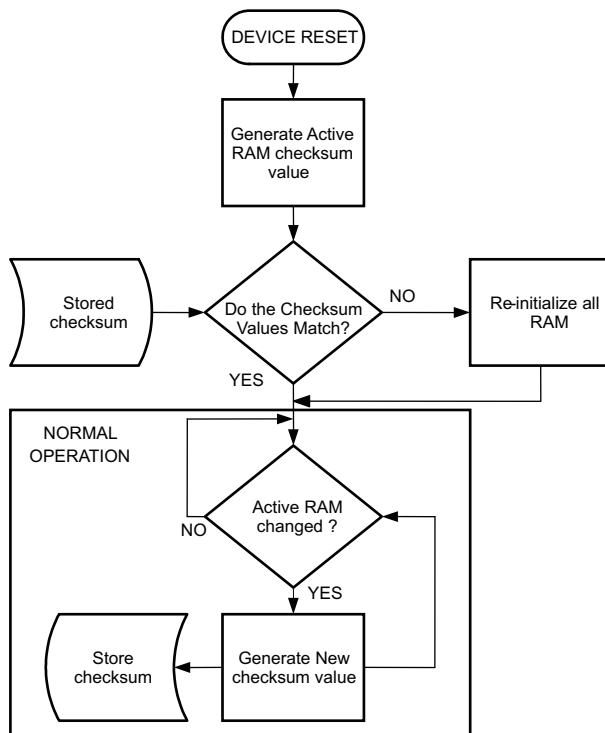 DEVICE RESET
Generate Active
RAM checksum
value
Stored
checksum
Do the Checksum
Values Match?
NO
Re-initialize all
RAM
YES
NORMAL
OPERATION
Active RAM
changed ?
NO
YES
Store
checksum
Generate New
checksum value